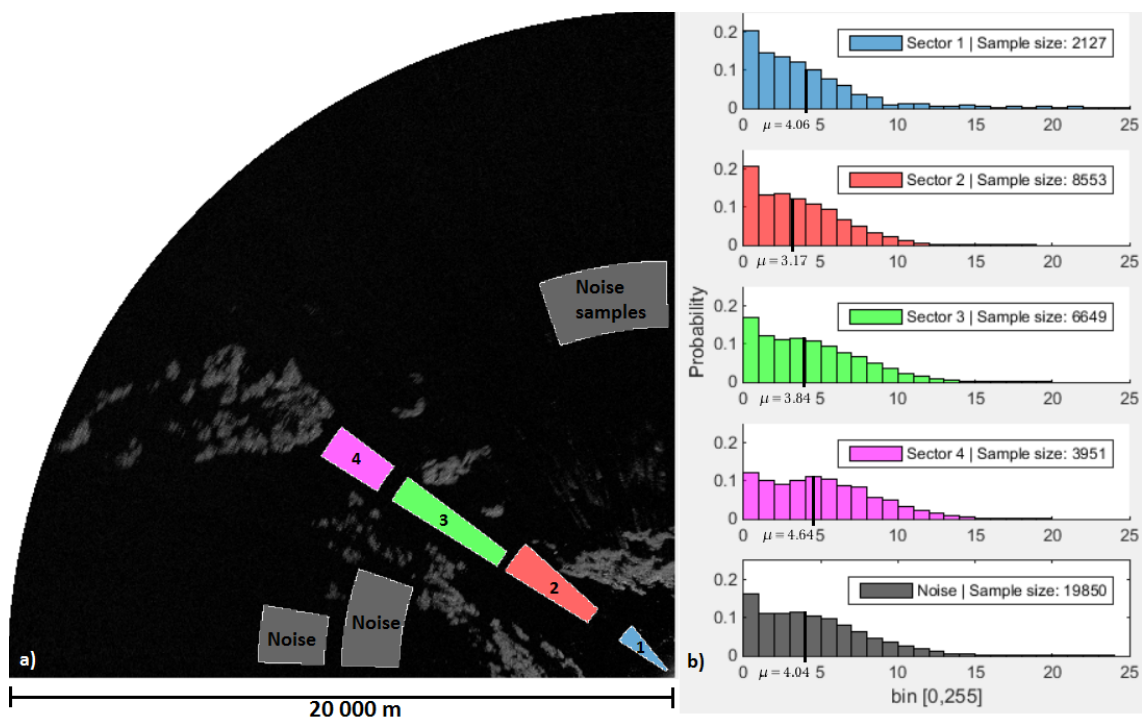 Noise
samples
4
3
2
1
Noise
Noise
a)
20 000 m
Probability
0.2
0.1
0
Sector 1 | Sample size: 2127
0 5 10 15 20 25
μ = 4.06
0.2
0.1
0
Sector 2 | Sample size: 8553
0 5 10 15 20 25
μ = 3.17
0.2
0.1
0
Sector 3 | Sample size: 6649
0 5 10 15 20 25
μ = 3.84
0.2
0.1
0
Sector 4 | Sample size: 3951
0 5 10 15 20 25
μ = 4.64
0.2
0.1
0
Noise | Sample size: 19850
0 5 10 15 20 25
μ = 4.04
b)
bin [0,255]